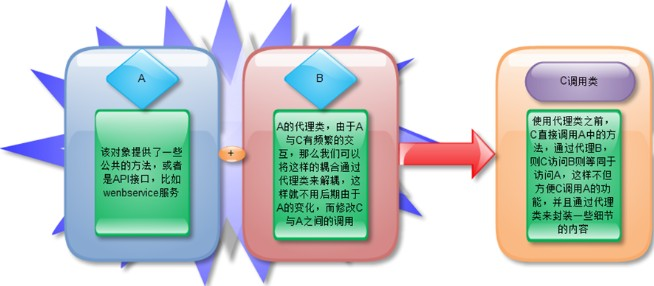 A
该对象提供了一些
公共的方法，或者
是API接口，比如
wenbservice服务
+
B
A的代理类，由于A
与C有频繁的交
互，那么我们可以
将这样的耦合通过
代理类来解耦，这
样就不用后期由于
A的变化，而修改C
与A之间的调用
C调用类
使用代理类之前，
C直接调用A中的方
法，通过代理B，
则C访问B则等同于
访问A，这样不但
方便C调用A的功
能，并且通过代理
类来封装一些细节
的内容